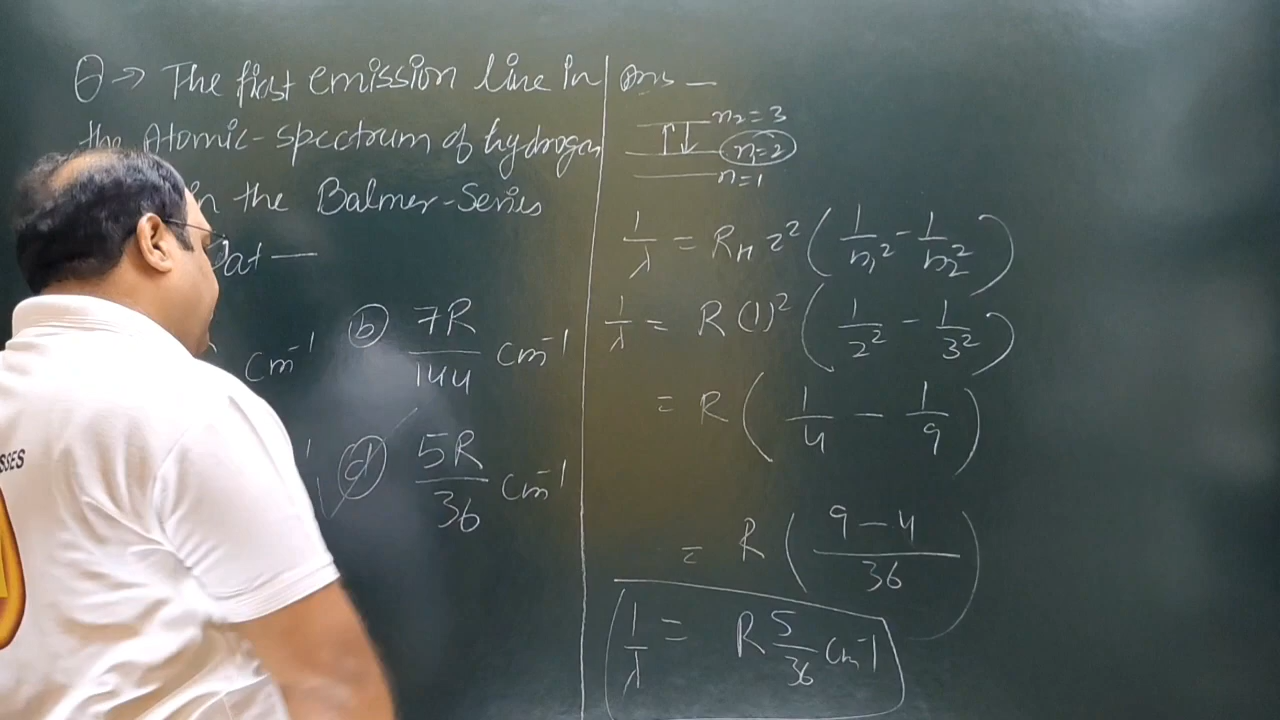 Q → The first emission line in
the Atomic-spectrum of hydrogen
in the Balmer-Series
at —
cm⁻¹ (b) 7R/144 cm⁻¹
(d) 5R/36 cm⁻¹
SSES
Ans —
n₂=3
n₁=2
n=1
1/λ = R_H z² (1/n₁² - 1/n₂²)
1/λ = R (1)² (1/2² - 1/3²)
= R (1/4 - 1/9)
= R (9-4/36)
1/λ = R 5/36 cm⁻¹